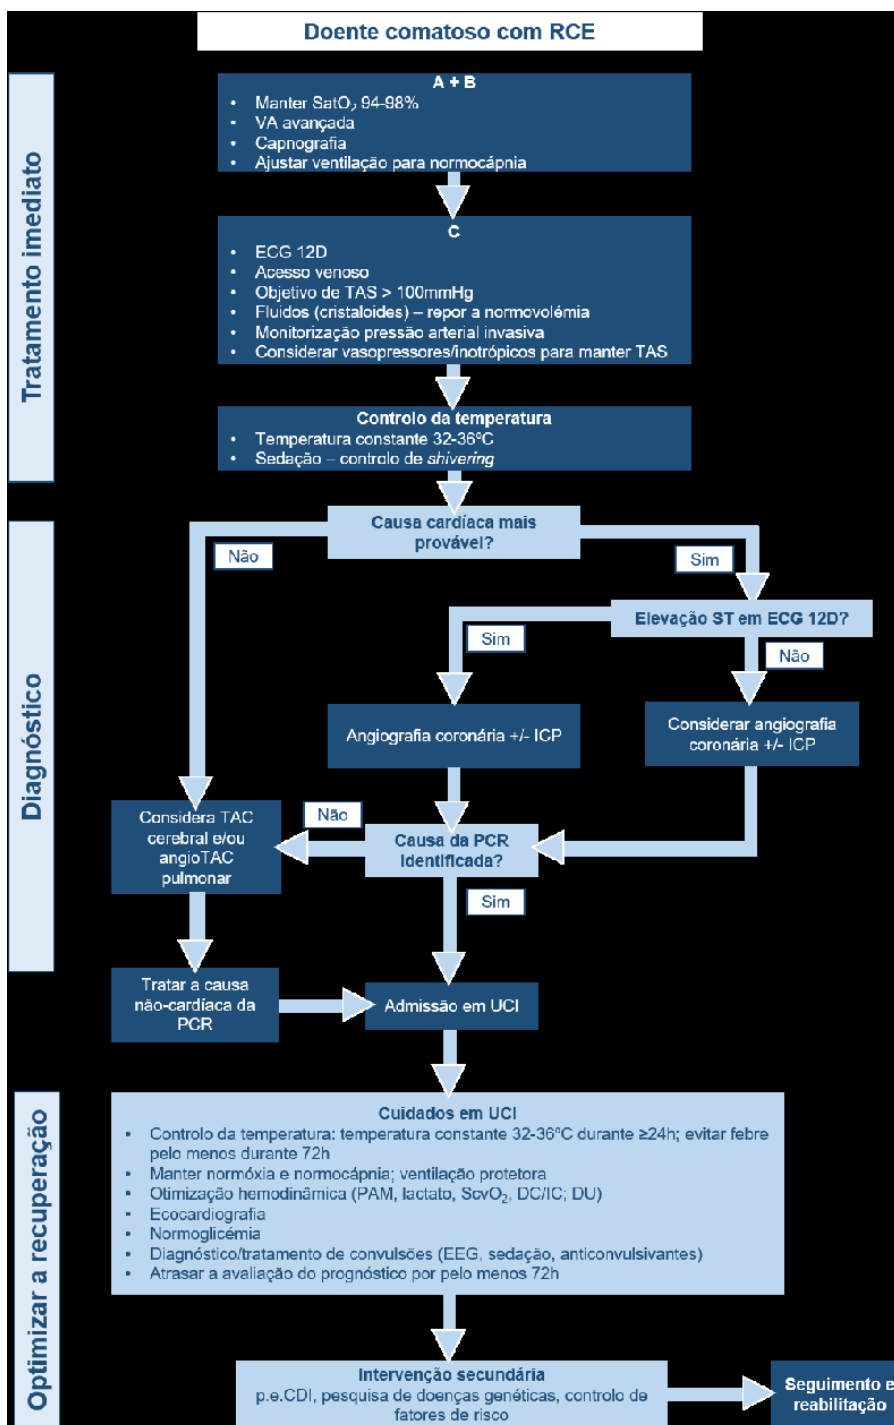 Doente comatoso com RCE
Tratamento imediato
A + B
• Manter SatO₂ 94-98%
• VA avançada
• Capnografia
• Ajustar ventilação para normocápnia
C
• ECG 12D
• Acesso venoso
• Objetivo de TAS > 100mmHg
• Fluidos (cristaloides) – repor a normovolémia
• Monitorização pressão arterial invasiva
• Considerar vasopressores/inotrópicos para manter TAS
Controlo da temperatura
• Temperatura constante 32-36ºC
• Sedação – controlo de shivering
Diagnóstico
Causa cardíaca mais
provável?
Não
Sim
Elevação ST em ECG 12D?
Sim
Não
Angiografia coronária +/- ICP
Considerar angiografia
coronária +/- ICP
Considera TAC
cerebral e/ou
angioTAC
pulmonar
Não
Causa da PCR
identificada?
Sim
Tratar a causa
não-cardíaca da
PCR
Admissão em UCI
Optimizar a recuperação
Cuidados em UCI
• Controlo da temperatura: temperatura constante 32-36ºC durante ≥24h; evitar febre
pelo menos durante 72h
• Manter normóxia e normocápnia; ventilação protetora
• Otimização hemodinâmica (PAM, lactato, ScvO₂, DC/IC; DU)
• Ecocardiografia
• Normoglicémia
• Diagnóstico/tratamento de convulsões (EEG, sedação, anticonvulsivantes)
• Atrasar a avaliação do prognóstico por pelo menos 72h
Intervenção secundária
p.e.CDI, pesquisa de doenças genéticas, controlo de
fatores de risco
Seguimento e
reabilitação